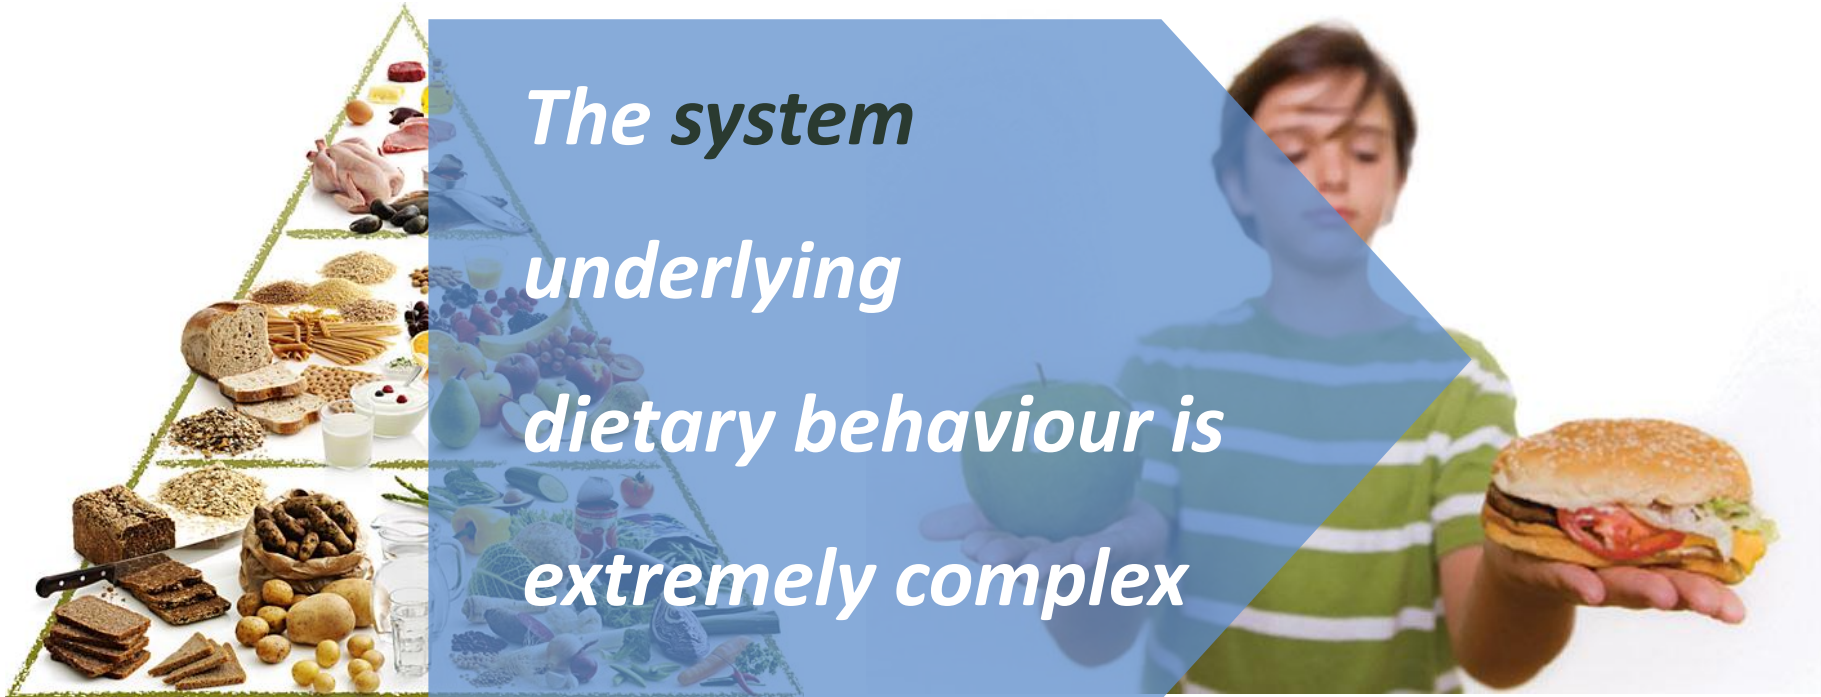 The system
underlying
dietary behaviour is
extremely complex